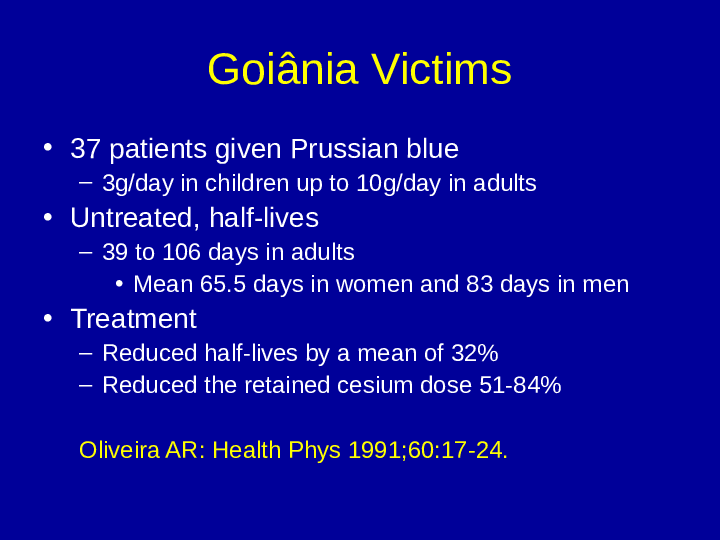 Goiânia Victims
• 37 patients given Prussian blue
– 3g/day in children up to 10g/day in adults
• Untreated, half-lives
– 39 to 106 days in adults
• Mean 65.5 days in women and 83 days in men
• Treatment
– Reduced half-lives by a mean of 32%
– Reduced the retained cesium dose 51-84%
Oliveira AR: Health Phys 1991;60:17-24.